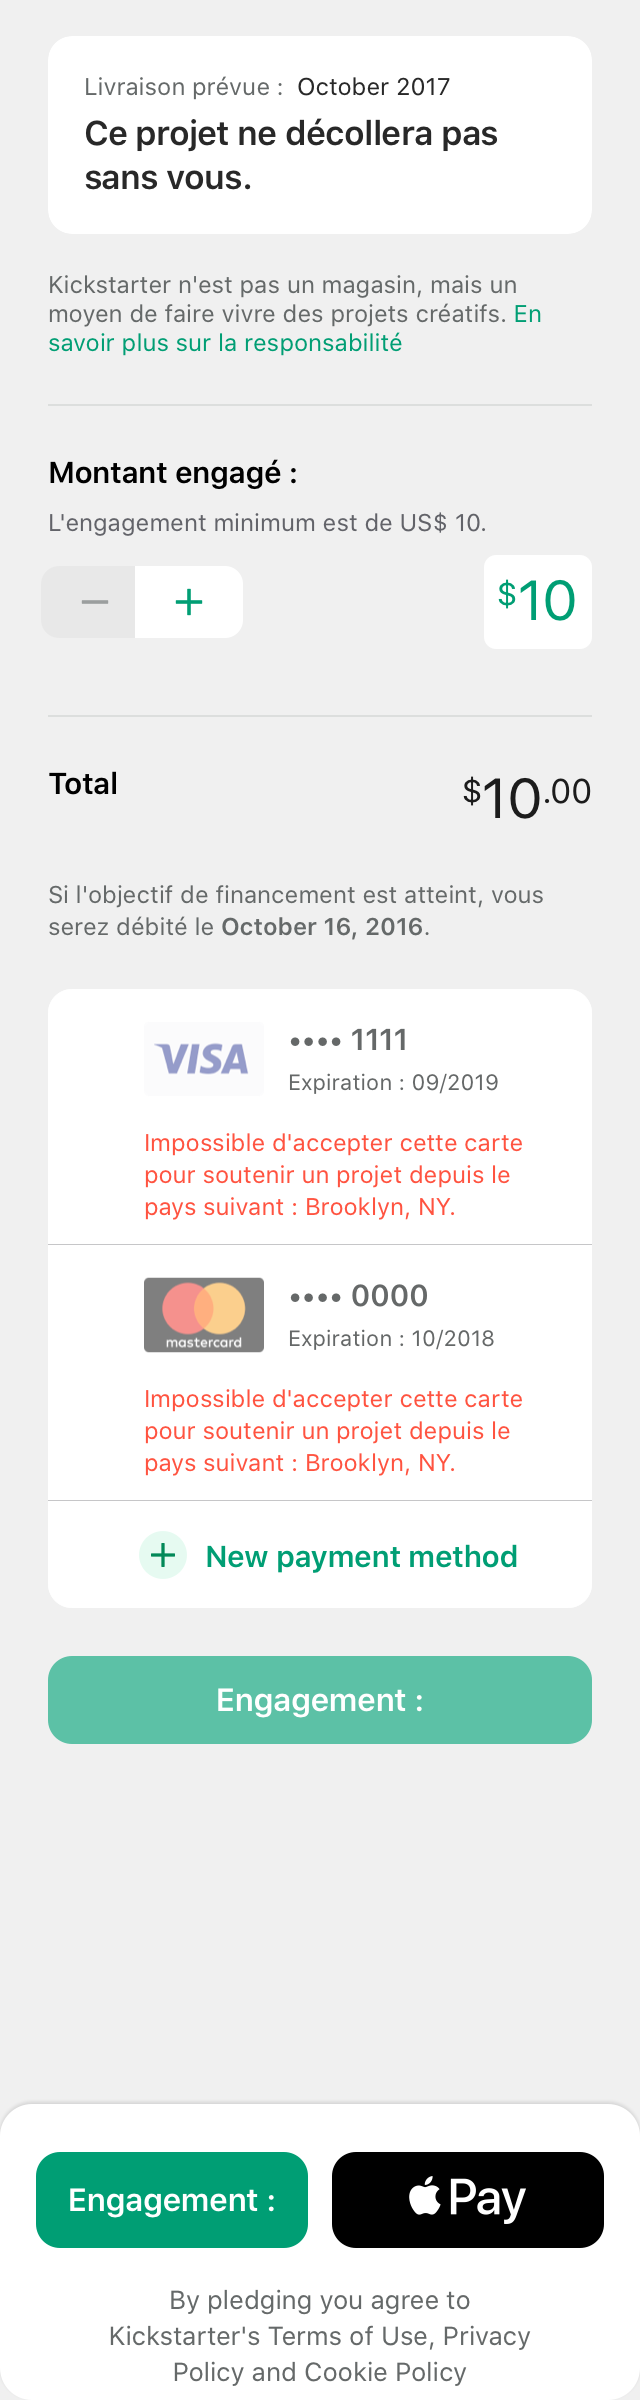 Livraison prévue : October 2017
Ce projet ne décollera pas
sans vous.
Kickstarter n'est pas un magasin, mais un
moyen de faire vivre des projets créatifs. En
savoir plus sur la responsabilité
Montant engagé :
L'engagement minimum est de US$ 10.
− + $10
Total $10.00
Si l'objectif de financement est atteint, vous
serez débité le October 16, 2016.
VISA •••• 1111
Expiration : 09/2019
Impossible d'accepter cette carte
pour soutenir un projet depuis le
pays suivant : Brooklyn, NY.
•••• 0000
mastercard Expiration : 10/2018
Impossible d'accepter cette carte
pour soutenir un projet depuis le
pays suivant : Brooklyn, NY.
+ New payment method
Engagement :
Engagement : Pay
By pledging you agree to
Kickstarter's Terms of Use, Privacy
Policy and Cookie Policy